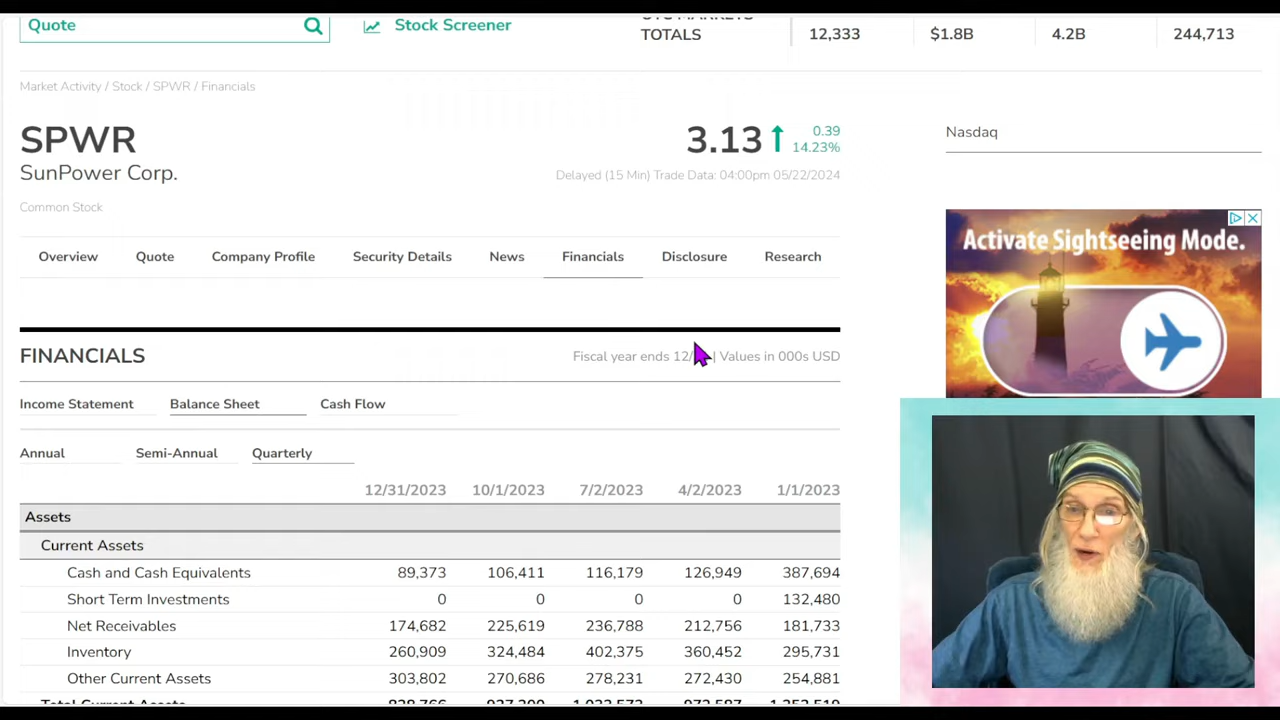 Quote
Stock Screener
OTC MARKETS
TOTALS
12,333
$1.8B
4.2B
244,713
Market Activity / Stock / SPWR / Financials
SPWR
3.13
0.39
14.23%
Nasdaq
SunPower Corp.
Delayed (15 Min) Trade Data: 04:00pm 05/22/2024
Common Stock
Activate Sightseeing Mode.
Overview Quote Company Profile Security Details News Financials Disclosure Research
FINANCIALS
Fiscal year ends 12/ | Values in 000s USD
Income Statement Balance Sheet Cash Flow
Annual Semi-Annual Quarterly
12/31/2023 10/1/2023 7/2/2023 4/2/2023 1/1/2023
Assets
Current Assets
Cash and Cash Equivalents 89,373 106,411 116,179 126,949 387,694
Short Term Investments 0 0 0 0 132,480
Net Receivables 174,682 225,619 236,788 212,756 181,733
Inventory 260,909 324,484 402,375 360,452 295,731
Other Current Assets 303,802 270,686 278,231 272,430 254,881
Total Current Assets